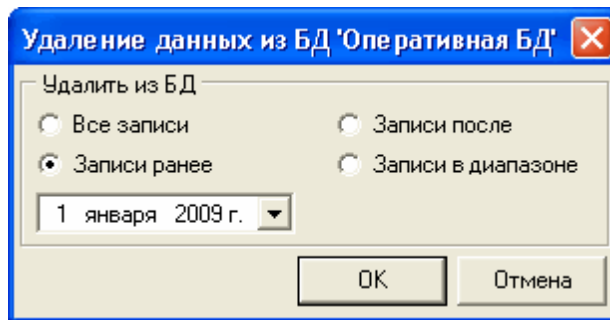 Удаление данных из БД 'Оперативная БД'
Удалить из БД
Все записи
Записи после
Записи ранее
Записи в диапазоне
1 января 2009 г.
OK
Отмена